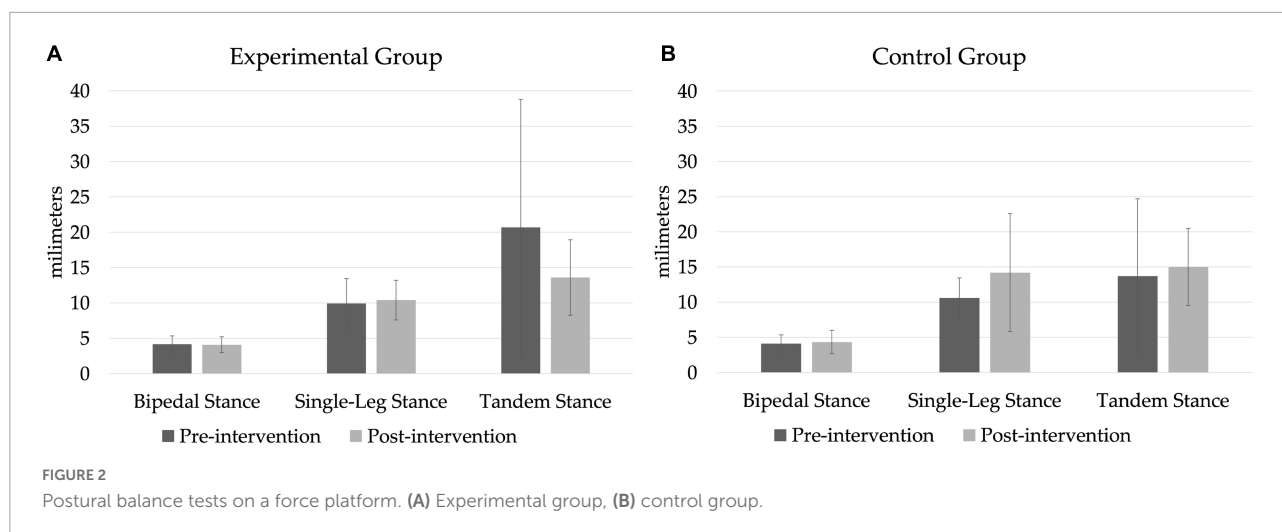 A
Experimental Group
milimeters
40
35
30
25
20
15
10
5
0
Bipedal Stance Single-Leg Stance Tandem Stance
Pre-intervention Post-intervention
B
Control Group
milimeters
40
35
30
25
20
15
10
5
0
Bipedal Stance Single-Leg Stance Tandem Stance
Pre-intervention Post-intervention
FIGURE 2
Postural balance tests on a force platform. (A) Experimental group, (B) control group.